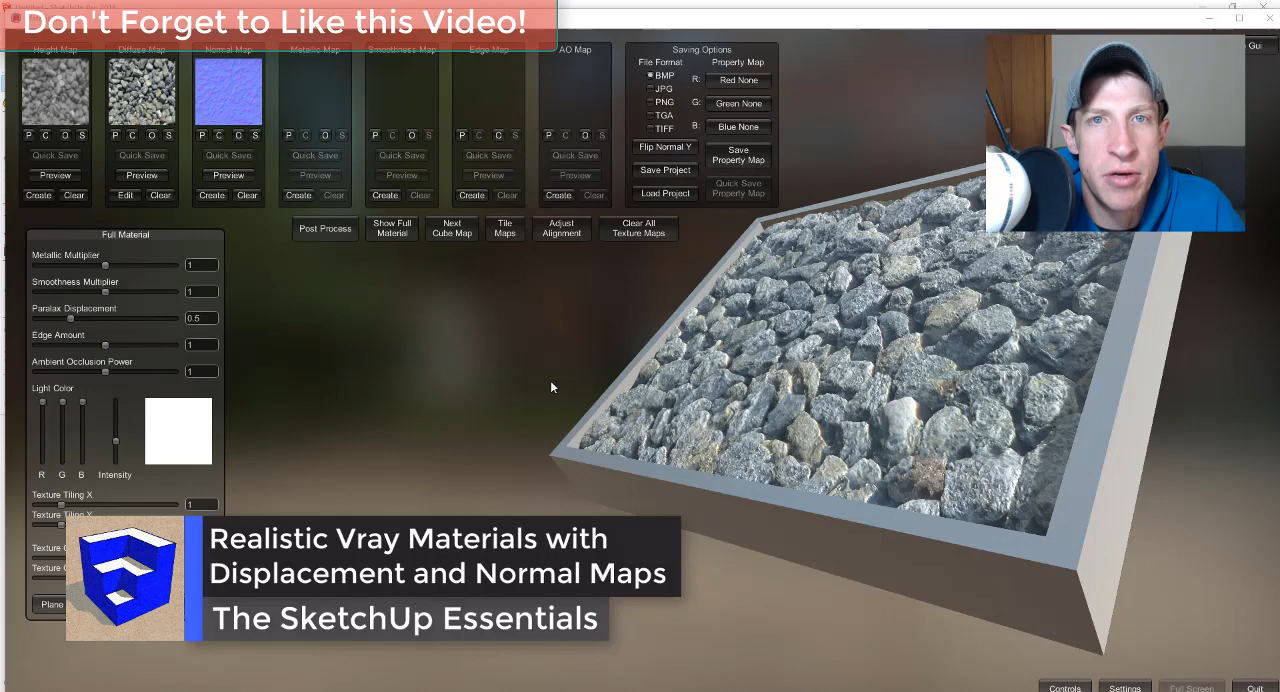 Don't Forget to Like this Video!
Height Map Diffuse Map Normal Map Metallic Map Smoothness Map Edge Map AO Map
P C O S P C O S P C O S P C O S P C O S P C O S P C O S
Quick Save Quick Save Quick Save Quick Save Quick Save Quick Save Quick Save
Preview Preview Preview Preview Preview Preview Preview
Create Clear Edit Clear Create Clear Create Clear Create Clear Create Clear Create Clear
Saving Options
File Format
BMP
JPG
PNG
TGA
TIFF
Flip Normal Y
Save Project
Load Project
Property Map
R: Red None
G: Green None
B: Blue None
Save
Property Map
Quick Save
Property Map
Gui
Post Process
Show Full
Material
Next
Cube Map
Tile
Maps
Adjust
Alignment
Clear All
Texture Maps
Full Material
Metallic Multiplier
1
Smoothness Multiplier
1
Paralax Displacement
0.5
Edge Amount
1
Ambient Occlusion Power
1
Light Color
R G B Intensity
Texture Tiling X
1
Texture Tiling Y
Plane
Realistic Vray Materials with
Displacement and Normal Maps
The SketchUp Essentials
Controls Settings Full Screen Quit